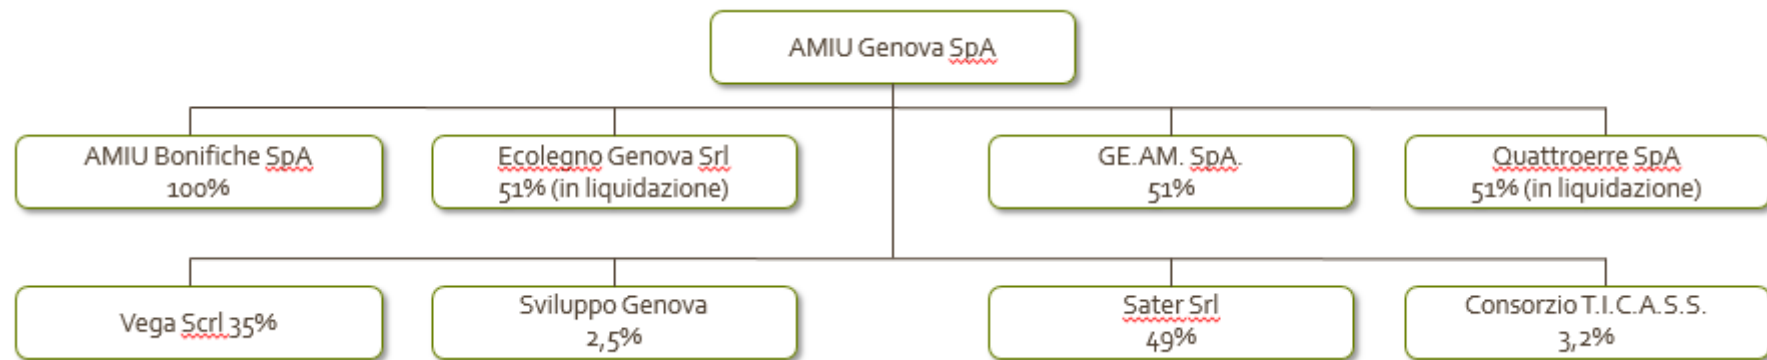 AMIU Genova SpA
AMIU Bonifiche SpA
100%
Ecolegno Genova Srl
51% (in liquidazione)
GE.AM. SpA.
51%
Quattroerre SpA
51% (in liquidazione)
Vega Scrl 35%
Sviluppo Genova
2,5%
Sater Srl
49%
Consorzio T.I.C.A.S.S.
3,2%